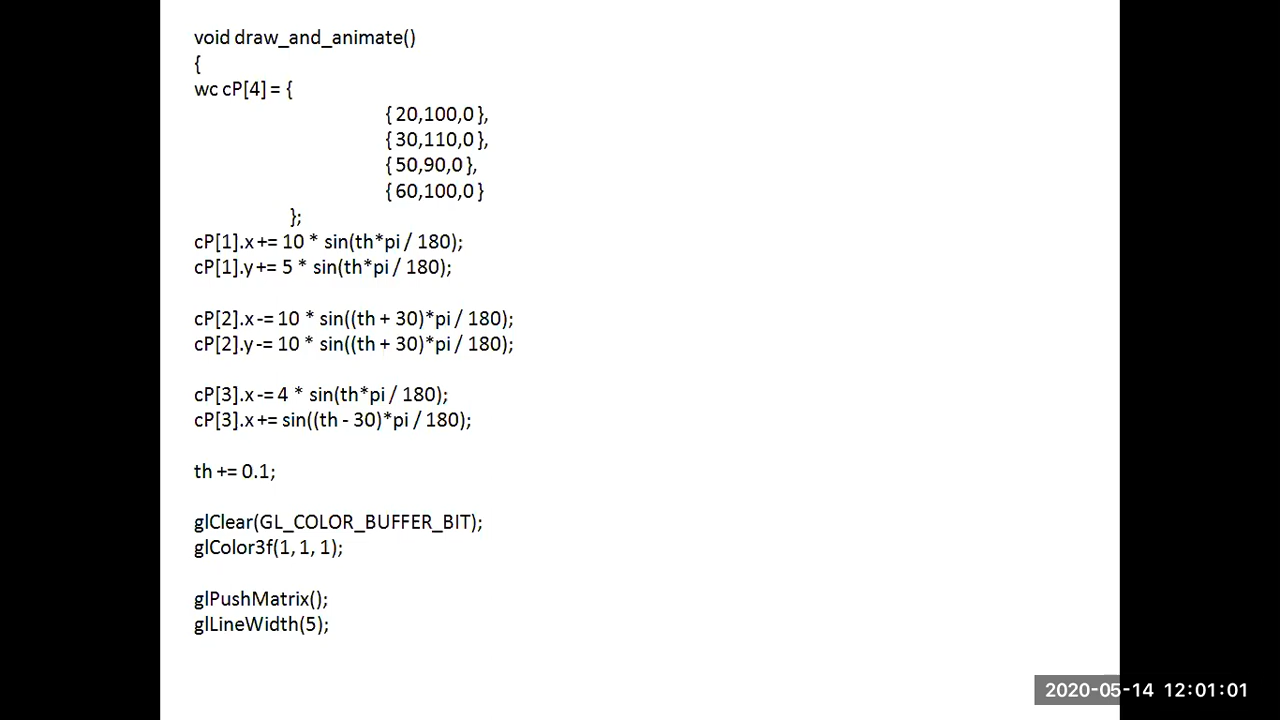 void draw_and_animate()
{
wc cP[4] = {
{ 20,100,0 },
{ 30,110,0 },
{ 50,90,0 },
{ 60,100,0 }
};
cP[1].x += 10 * sin(th*pi / 180);
cP[1].y += 5 * sin(th*pi / 180);
cP[2].x -= 10 * sin((th + 30)*pi / 180);
cP[2].y -= 10 * sin((th + 30)*pi / 180);
cP[3].x -= 4 * sin(th*pi / 180);
cP[3].x += sin((th - 30)*pi / 180);
th += 0.1;
glClear(GL_COLOR_BUFFER_BIT);
glColor3f(1, 1, 1);
glPushMatrix();
glLineWidth(5);
2020-05-14 12:01:01